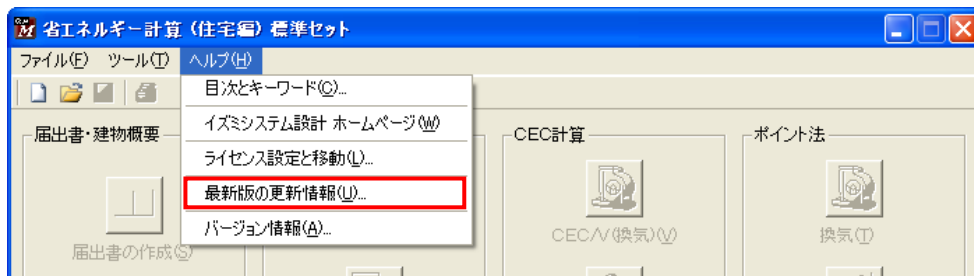 省エネルギー計算（住宅編）標準セット
ファイル(F) ツール(T) ヘルプ(H)
目次とキーワード(C)...
イズミシステム設計 ホームページ(W)
ライセンス設定と移動(L)...
最新版の更新情報(U)...
バージョン情報(A)...
届出書・建物概要
届出書の作成(S)
CEC計算
CEC/V(換気)(V)
ポイント法
換気(T)